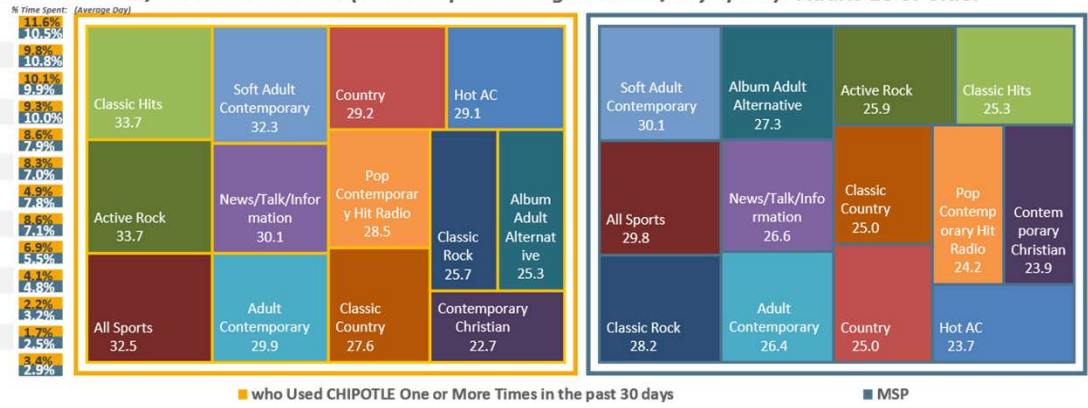 % Time Spent: (Average Day)
11.6%
10.5%
9.8%
10.8%
10.1%
9.9%
9.3%
10.0%
8.6%
7.9%
8.3%
7.0%
4.9%
7.8%
8.6%
7.1%
6.9%
5.5%
4.1%
4.8%
2.2%
3.2%
1.7%
2.5%
3.4%
2.9%
Classic Hits
33.7
Soft Adult
Contemporary
32.3
Country
29.2
Hot AC
29.1
Active Rock
33.7
News/Talk/Infor
mation
30.1
Pop
Contemporar
y Hit Radio
28.5
Classic
Rock
25.7
Album
Adult
Alternat
ive
25.3
All Sports
32.5
Adult
Contemporary
29.9
Classic
Country
27.6
Contemporary
Christian
22.7
Soft Adult
Contemporary
30.1
Album Adult
Alternative
27.3
Active Rock
25.9
Classic Hits
25.3
All Sports
29.8
News/Talk/Info
rmation
26.6
Classic
Country
25.0
Pop
Contemp
orary Hit
Radio
24.2
Contem
porary
Christian
23.9
Classic Rock
28.2
Adult
Contemporary
26.4
Country
25.0
Hot AC
23.7
who Used CHIPOTLE One or More Times in the past 30 days
MSP